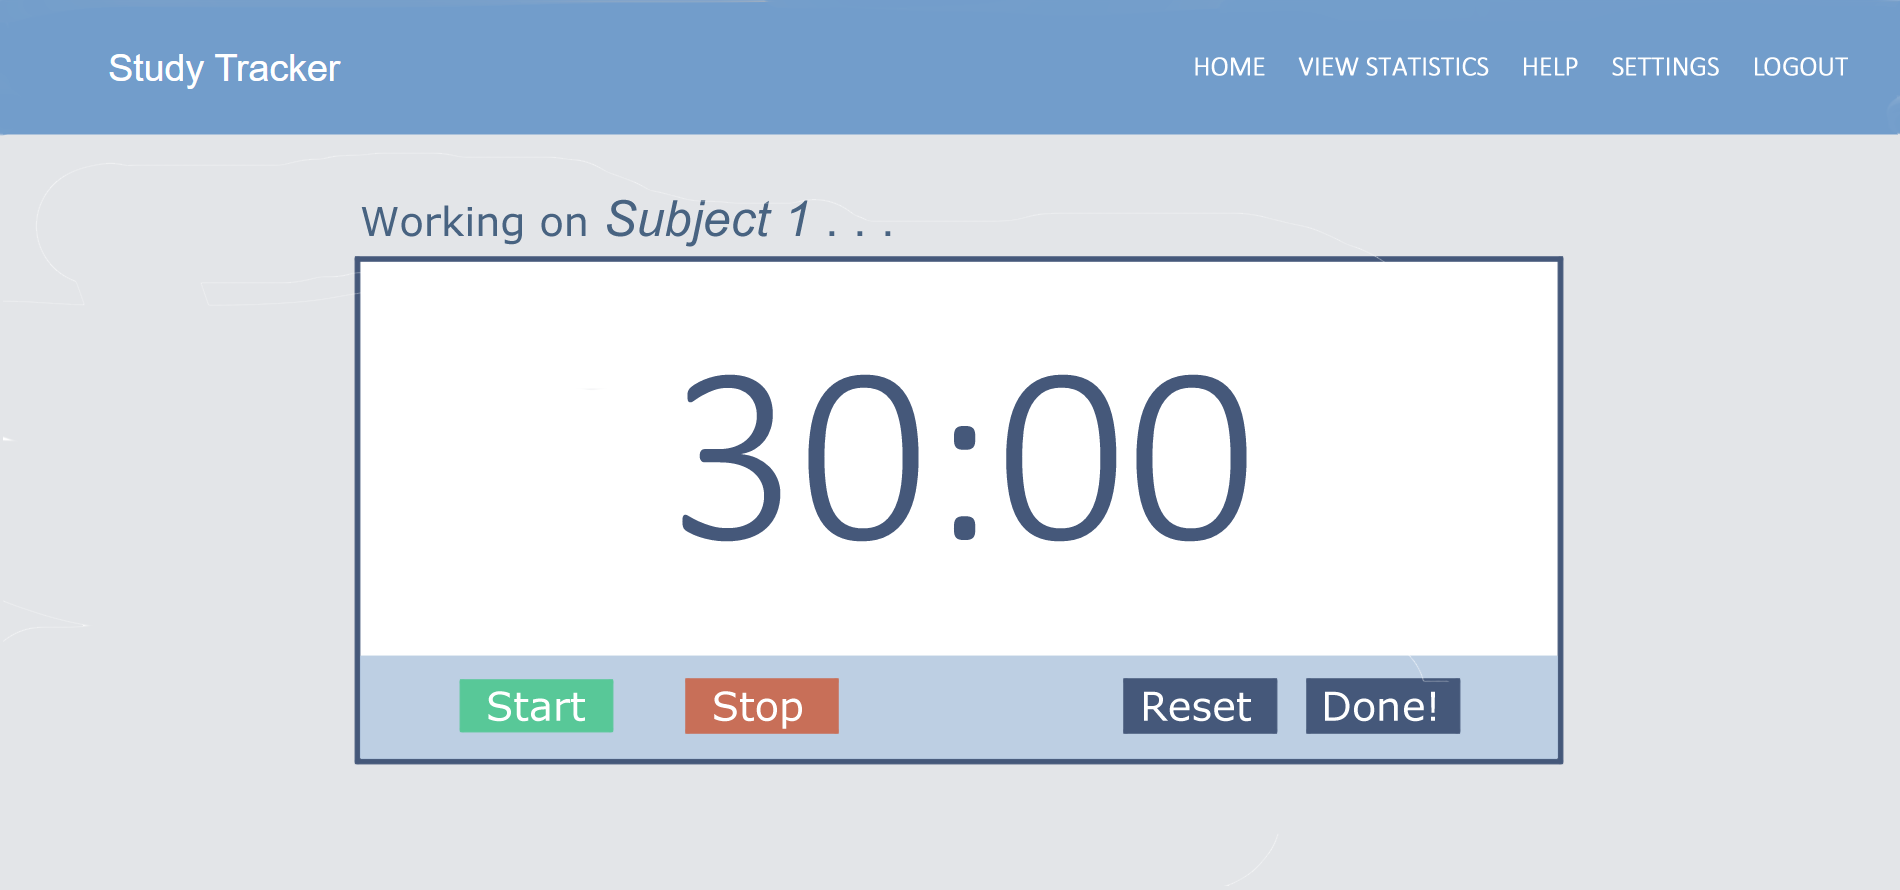 Study Tracker HOME VIEW STATISTICS HELP SETTINGS LOGOUT
Working on Subject 1 . . .
30:00
Start Stop Reset Done!